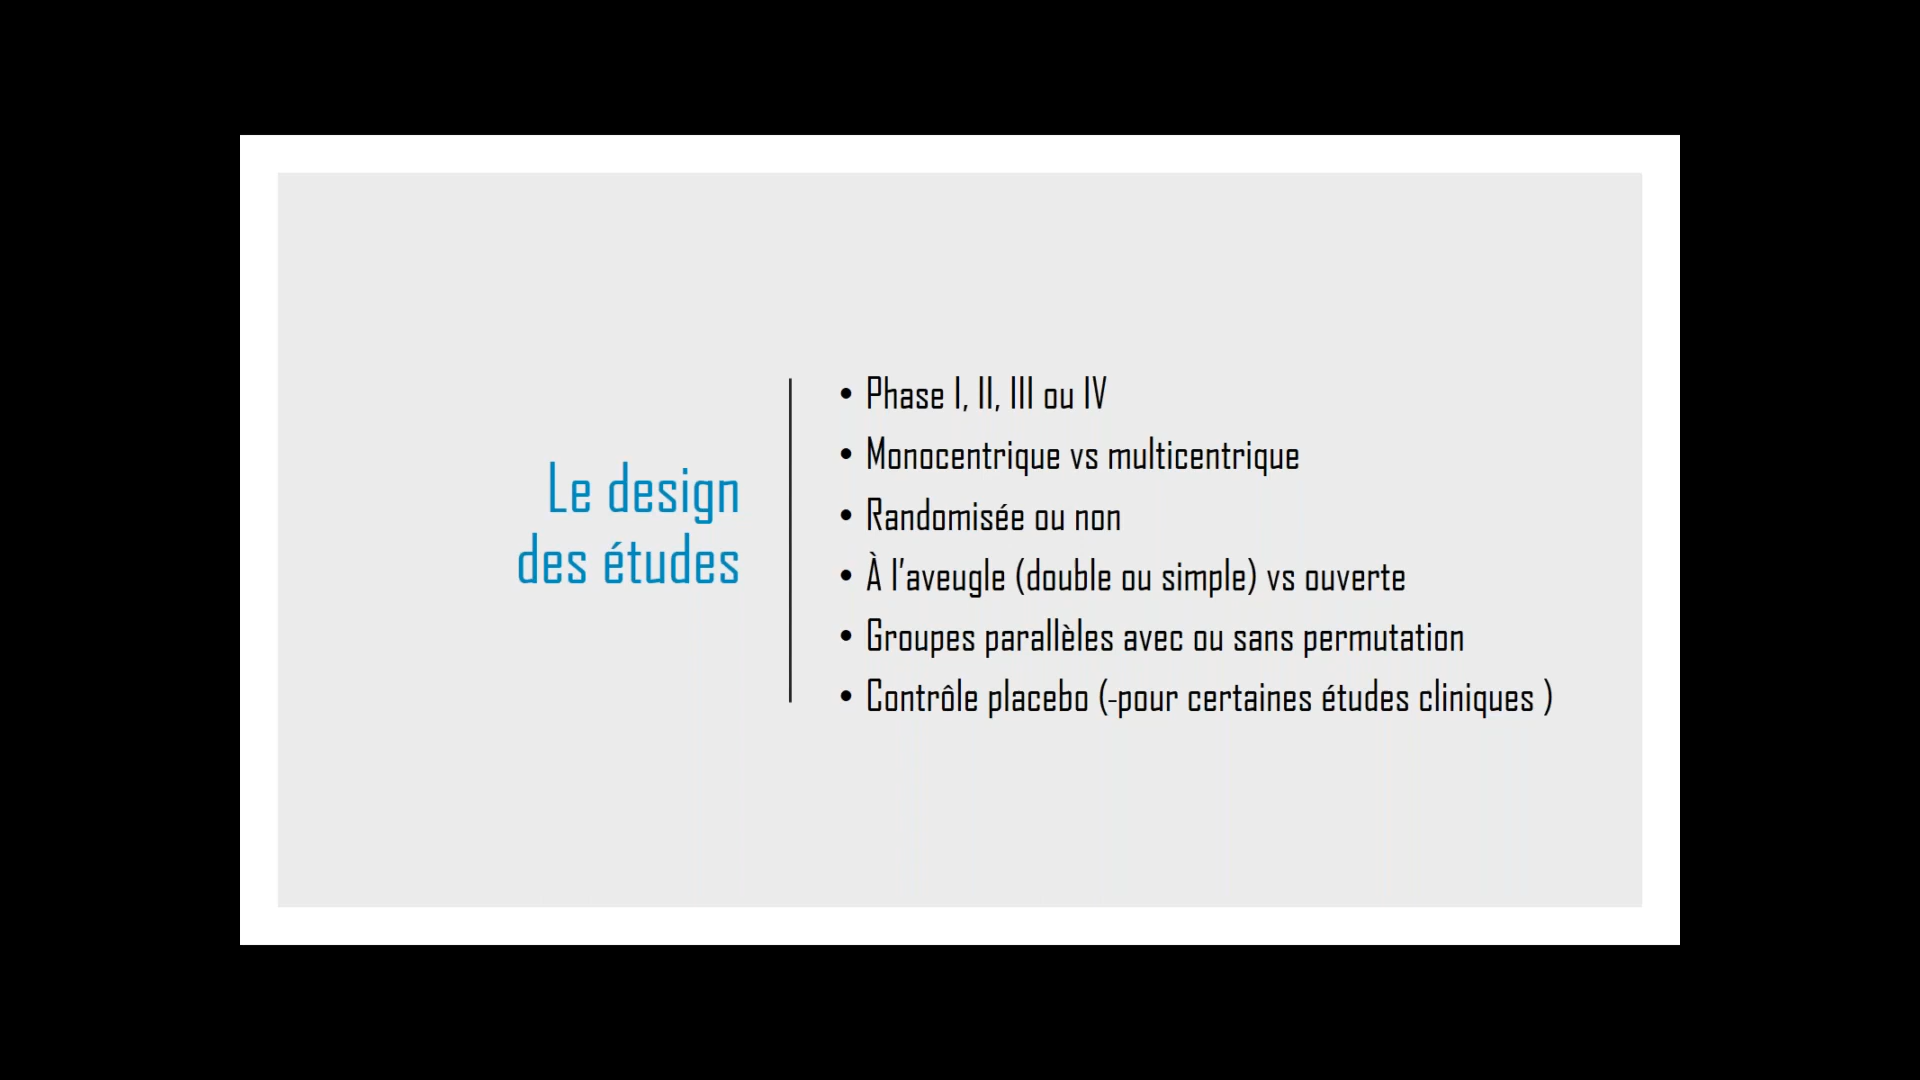 Le design
des études
• Phase I, II, III ou IV
• Monocentrique vs multicentrique
• Randomisée ou non
• À l’aveugle (double ou simple) vs ouverte
• Groupes parallèles avec ou sans permutation
• Contrôle placebo (-pour certaines études cliniques )